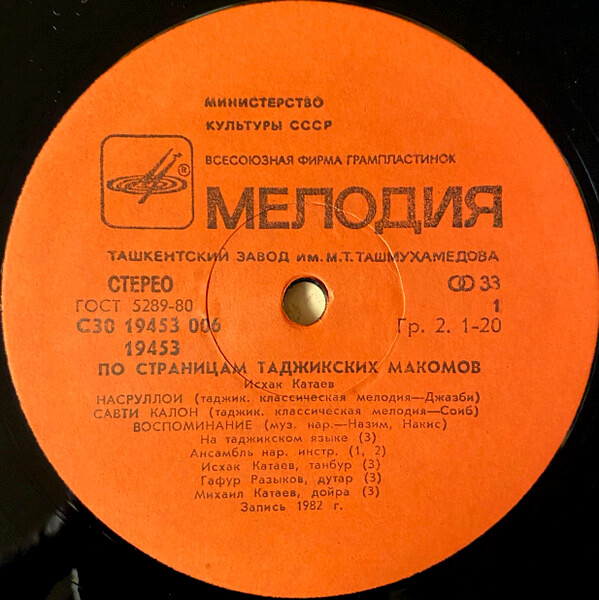 МИНИСТЕРСТВО
КУЛЬТУРЫ СССР
ВСЕСОЮЗНАЯ ФИРМА ГРАМПЛАСТИНОК
®
МЕЛОДИЯ
ТАШКЕНТСКИЙ ЗАВОД ИМ. М.Т. ТАШМУХАМЕДОВА
СТЕРЕО 33
ГОСТ 5289-80 1
С30 19453 006 Гр. 2. 1-20
19453
ПО СТРАНИЦАМ ТАДЖИКСКИХ МАКОМОВ
Исхак Катаев
НАСРУЛЛОИ (таджик. классическая мелодия—Джазби)
САВТИ КАЛОН (таджик. классическая мелодия—Соиб)
ВОСПОМИНАНИЕ (муз. нар.—Назим, Накис)
На таджикском языке (3)
Ансамбль нар. инстр. (1, 2)
Исхак Катаев, танбур (3)
Гафур Разыков, дутар (3)
Михаил Катаев, дойра (3)
Запись 1982 г.